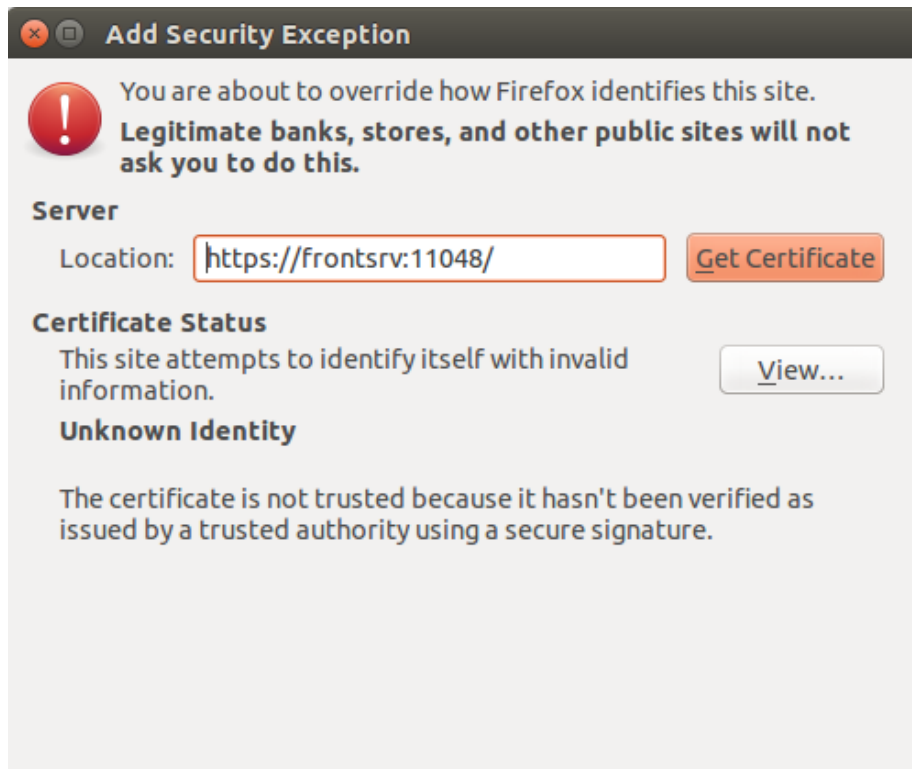 Add Security Exception
You are about to override how Firefox identifies this site.
Legitimate banks, stores, and other public sites will not
ask you to do this.
Server
Location: https://frontsrv:11048/ Get Certificate
Certificate Status
This site attempts to identify itself with invalid
information.
View...
Unknown Identity
The certificate is not trusted because it hasn't been verified as
issued by a trusted authority using a secure signature.